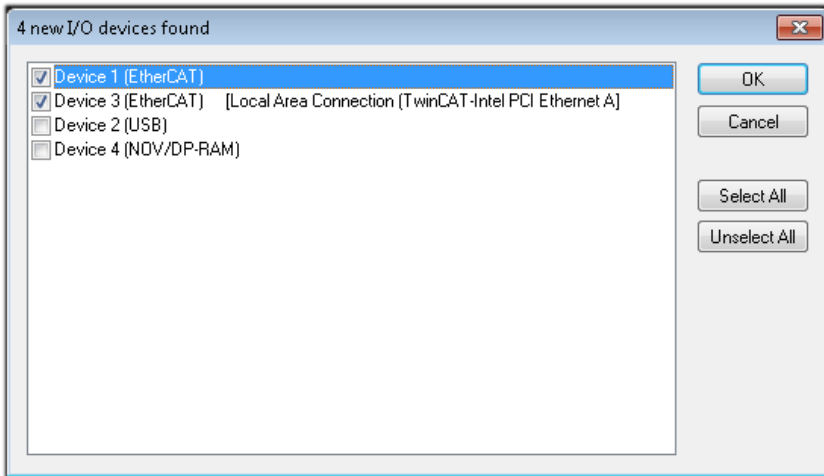 4 new I/O devices found
Device 1 (EtherCAT)
Device 3 (EtherCAT) [Local Area Connection (TwinCAT-Intel PCI Ethernet A]
Device 2 (USB)
Device 4 (NOV/DP-RAM)
OK
Cancel
Select All
Unselect All